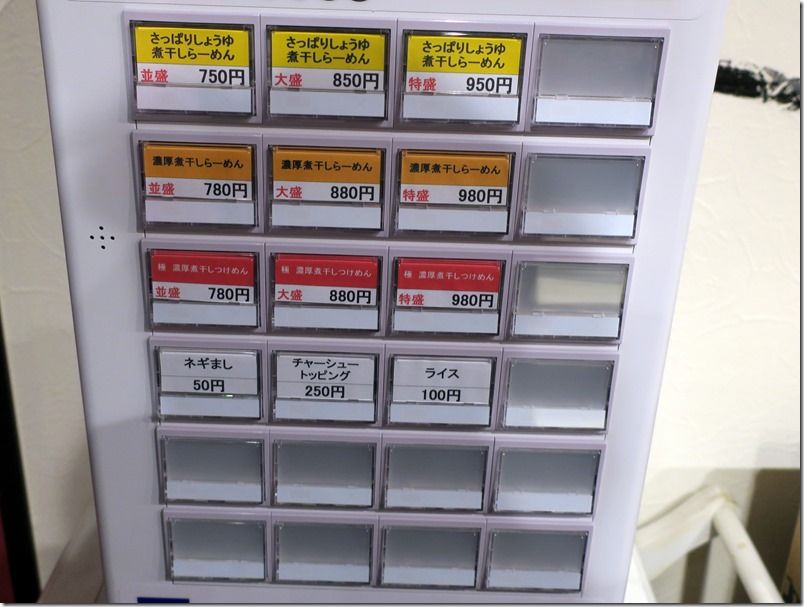 さっぱりしょうゆ
煮干しらーめん
並盛 750円
さっぱりしょうゆ
煮干しらーめん
大盛 850円
さっぱりしょうゆ
煮干しらーめん
特盛 950円
濃厚煮干しらーめん
並盛 780円
濃厚煮干しらーめん
大盛 880円
濃厚煮干しらーめん
特盛 980円
極 濃厚煮干しつけめん
並盛 780円
極 濃厚煮干しつけめん
大盛 880円
極 濃厚煮干しつけめん
特盛 980円
ネギまし
50円
チャーシュー
トッピング
250円
ライス
100円